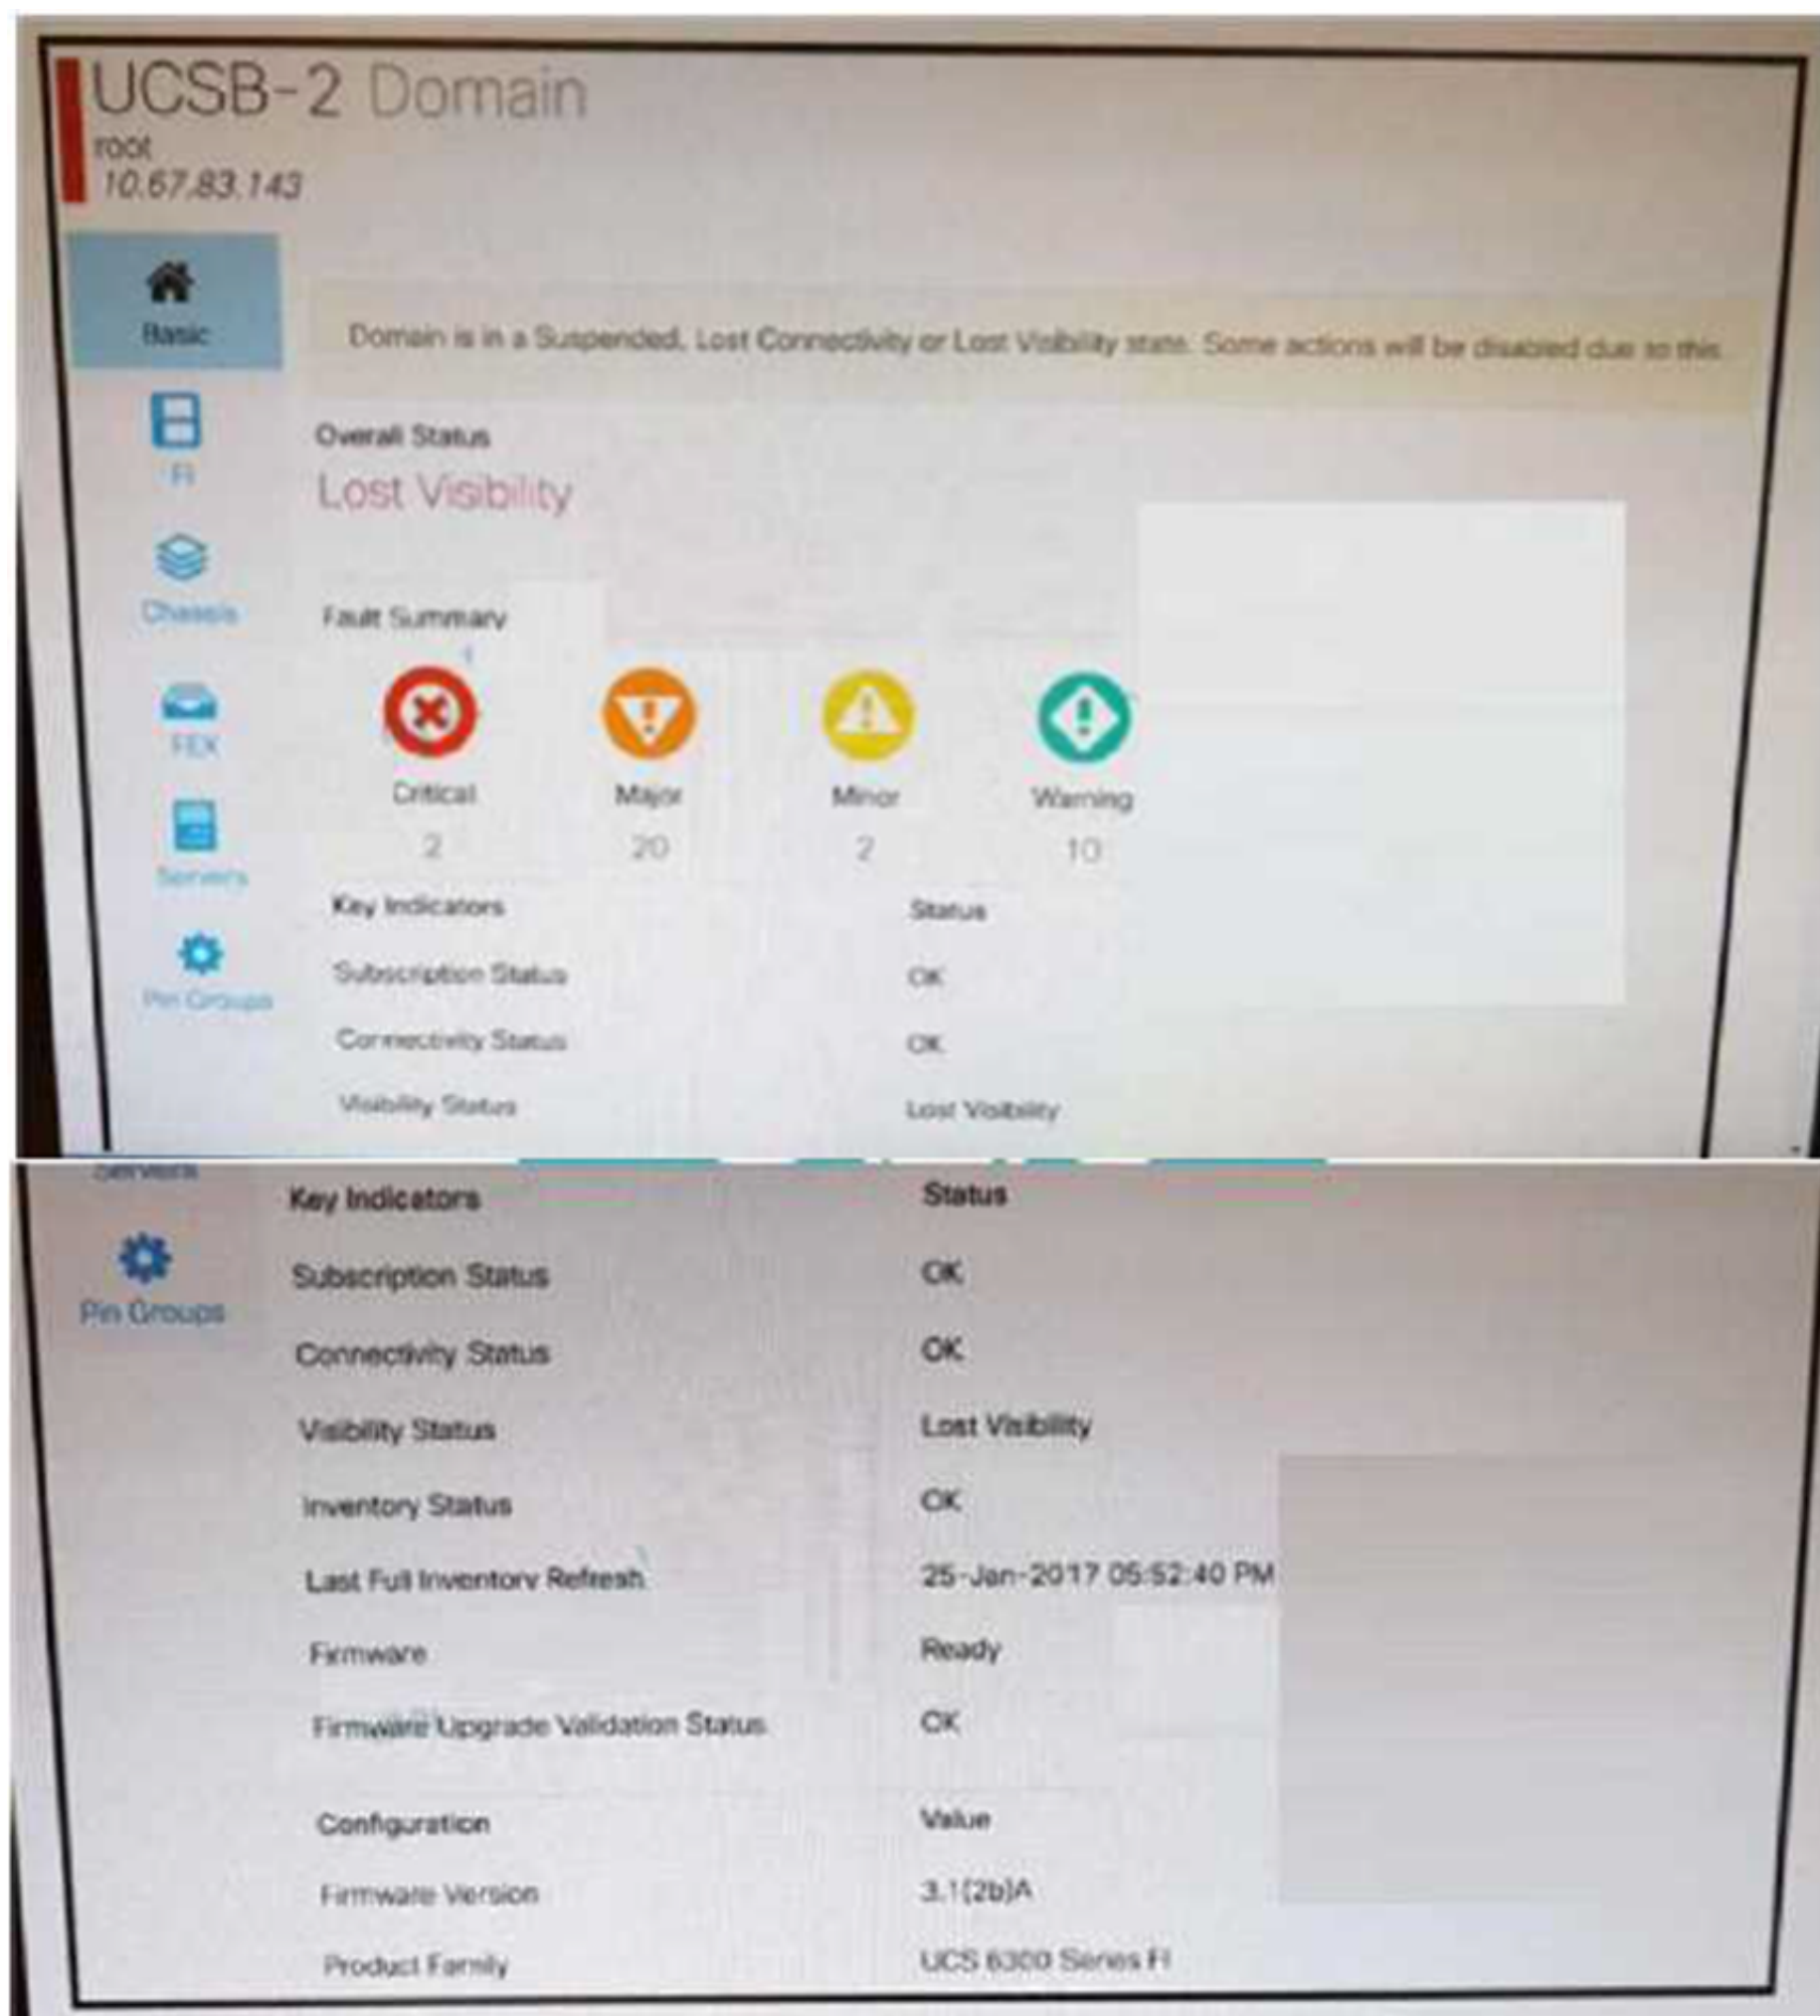 UCSB-2 Domain
root
10.67.83.143
Basic
Domain is in a Suspended, Lost Connectivity or Lost Visibility state. Some actions will be disabled due to this.
FI
Overall Status
Lost Visibility
Chassis
Fault Summary
FEX
Critical Major Minor Warning
2 20 2 10
Servers
Key Indicators Status
Subscription Status OK
Pin Groups
Connectivity Status OK
Visibility Status Lost Visibility
Servers
Key Indicators Status
Subscription Status OK
Pin Groups
Connectivity Status OK
Visibility Status Lost Visibility
Inventory Status OK
Last Full Inventory Refresh 25-Jan-2017 05:52:40 PM
Firmware Ready
Firmware Upgrade Validation Status OK
Configuration Value
Firmware Version 3.1(2b)A
Product Family UCS 6300 Series FI